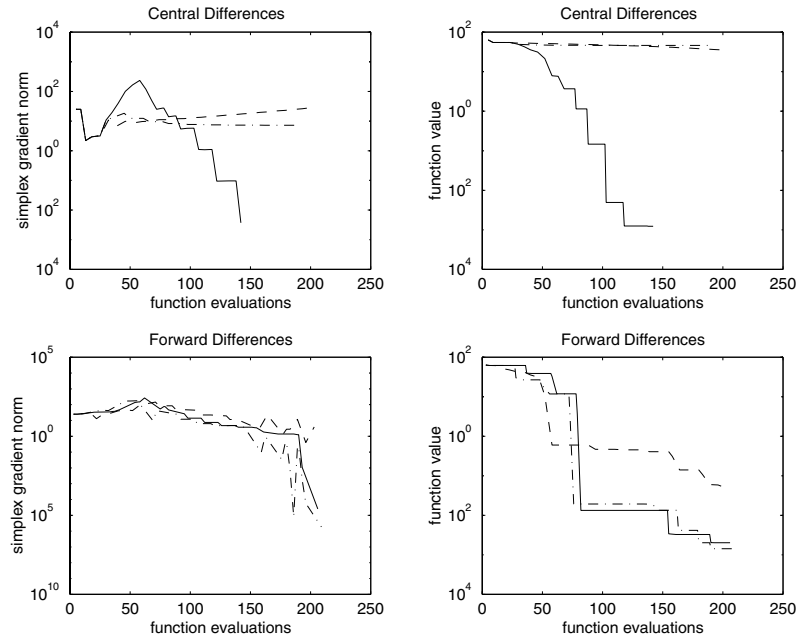 Central Differences
10^4
10^2
10^0
10^2
10^4
simplex gradient norm
0 50 100 150 200 250
function evaluations
Central Differences
10^2
10^0
10^2
10^4
function value
0 50 100 150 200 250
function evaluations
Forward Differences
10^5
10^0
10^5
10^10
simplex gradient norm
0 50 100 150 200 250
function evaluations
Forward Differences
10^2
10^0
10^2
10^4
function value
0 50 100 150 200 250
function evaluations